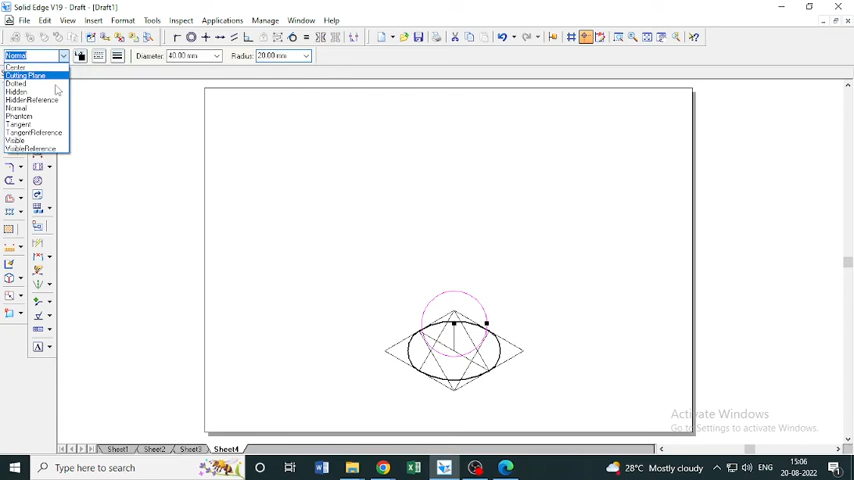 Solid Edge V19 - Draft - [Draft1]
File Edit View Insert Format Tools Inspect Applications Manage Window Help
Normal Diameter: 40.00 mm Radius: 20.00 mm
Center
Cutting Plane
Dotted
Hidden
HiddenReference
Normal
Phantom
Tangent
TangentReference
Visible
VisibleReference
Activate Windows
Go to Settings to activate Windows.
Sheet1 Sheet2 Sheet3 Sheet4
Type here to search
28°C Mostly cloudy ENG 15:06
20-08-2022